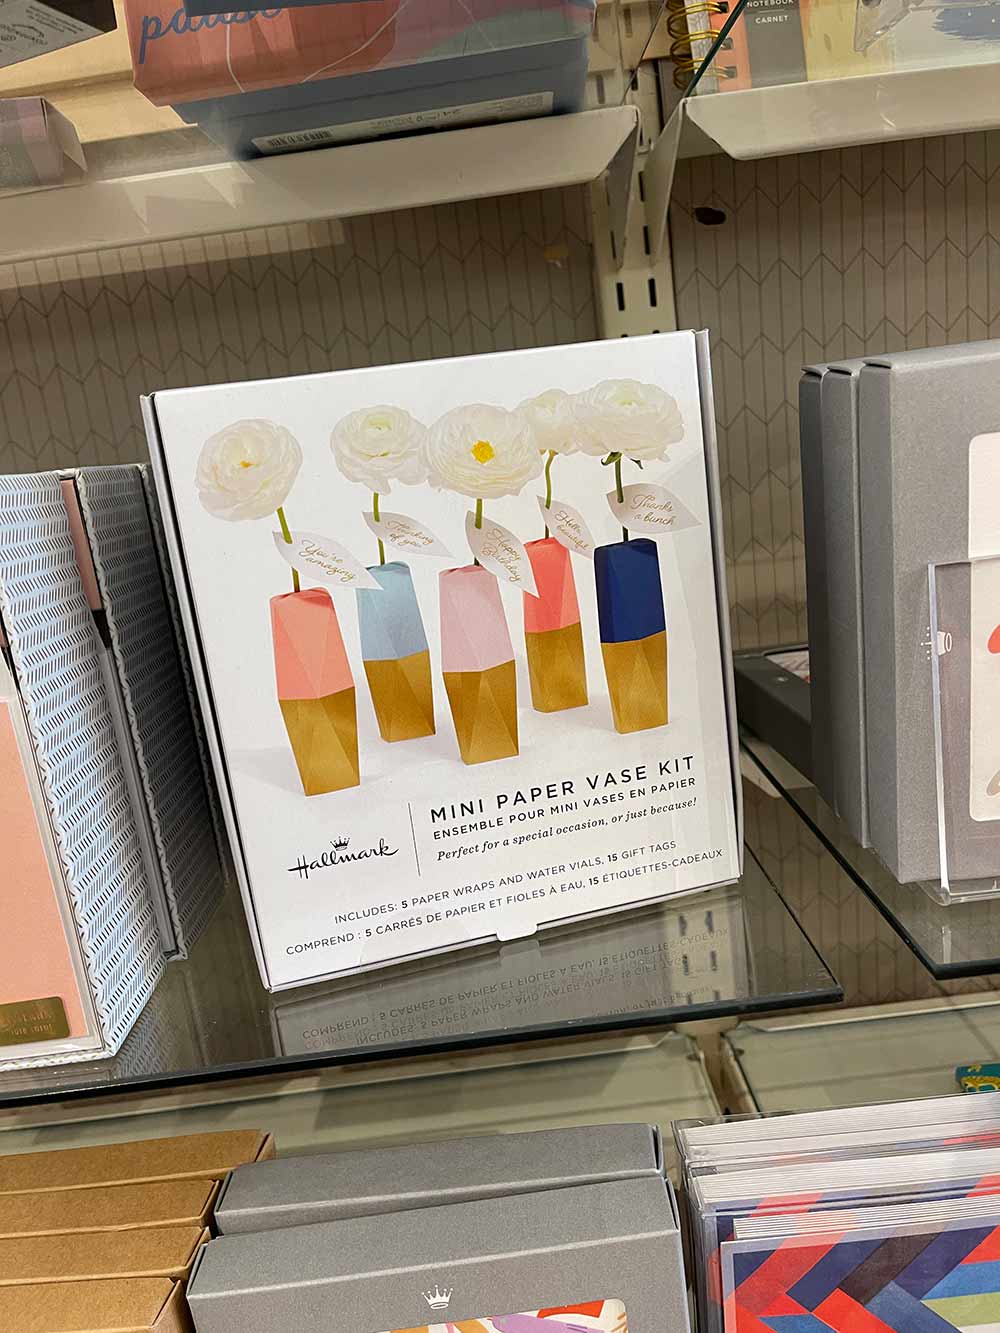 pause
NOTEBOOK
CARNET
You're
amazing
Thinking
of you
Happy
Birthday
Hello,
beautiful
Thanks
a bunch
MINI PAPER VASE KIT
ENSEMBLE POUR MINI VASES EN PAPIER
Perfect for a special occasion, or just because!
Hallmark
INCLUDES: 5 PAPER WRAPS AND WATER VIALS, 15 GIFT TAGS
COMPREND : 5 CARRÉS DE PAPIER ET FIOLES À EAU, 15 ÉTIQUETTES-CADEAUX